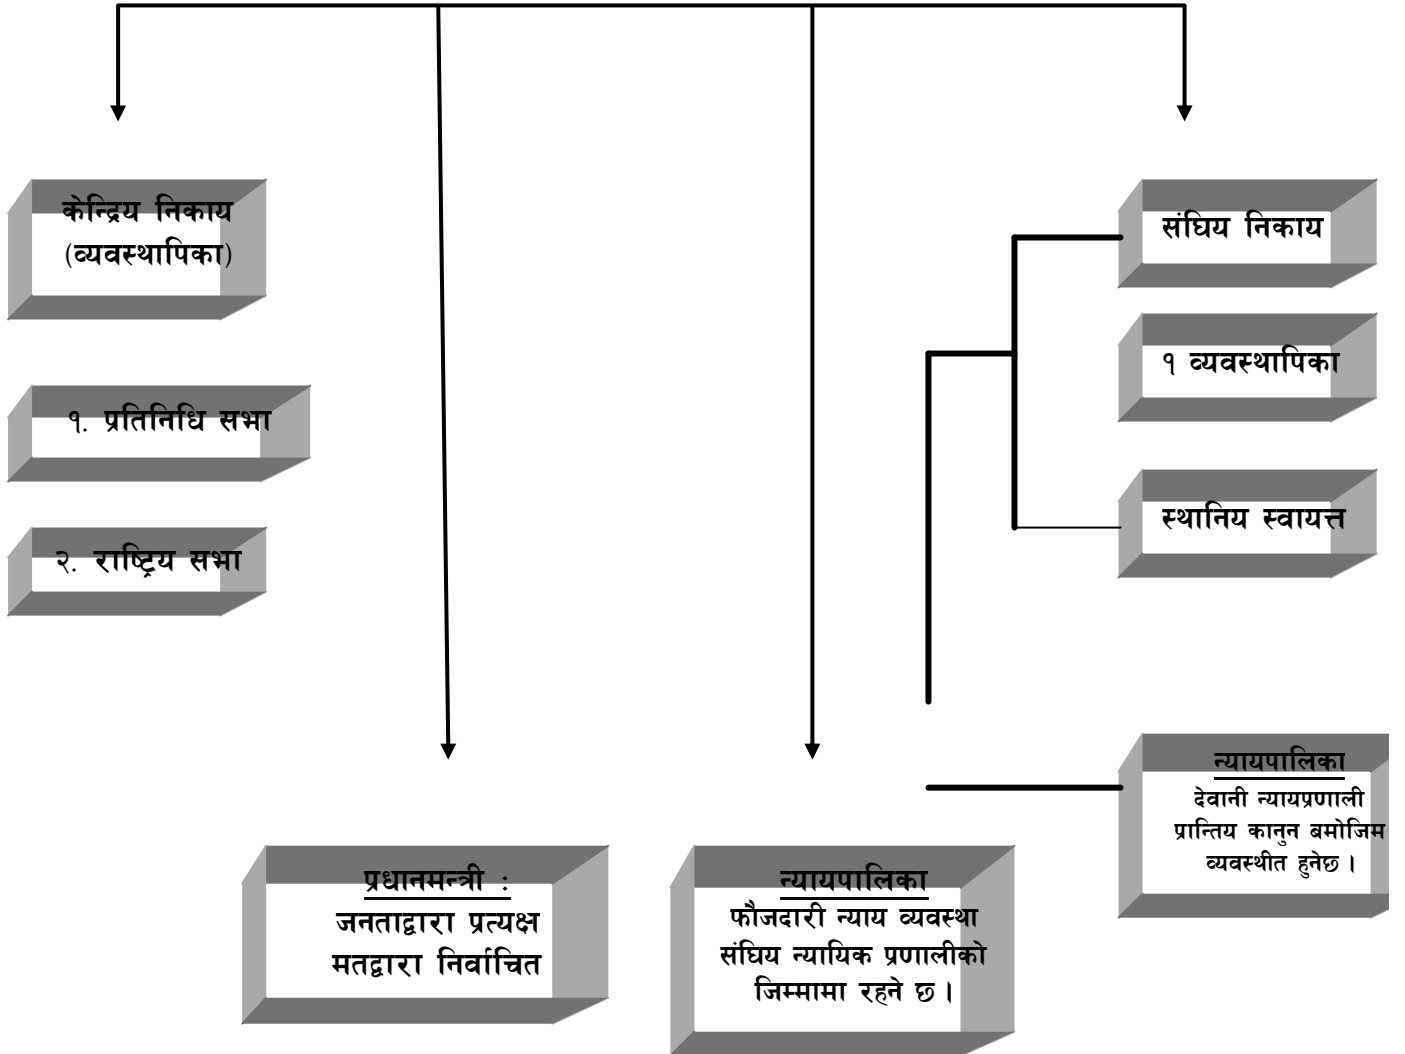 केन्द्रिय निकाय
(व्यवस्थापिका)
१. प्रतिनिधि सभा
२. राष्ट्रिय सभा
संघिय निकाय
१ व्यवस्थापिका
स्थानिय स्वायत्त
न्यायपालिका
देवानी न्यायप्रणाली
प्रान्तिय कानुन बमोजिम
व्यवस्थीत हुनेछ ।
प्रधानमन्त्री :
जनताद्वारा प्रत्यक्ष
मतद्वारा निर्वाचित
न्यायपालिका
फौजदारी न्याय व्यवस्था
संघिय न्यायिक प्रणालीको
जिम्मामा रहने छ ।